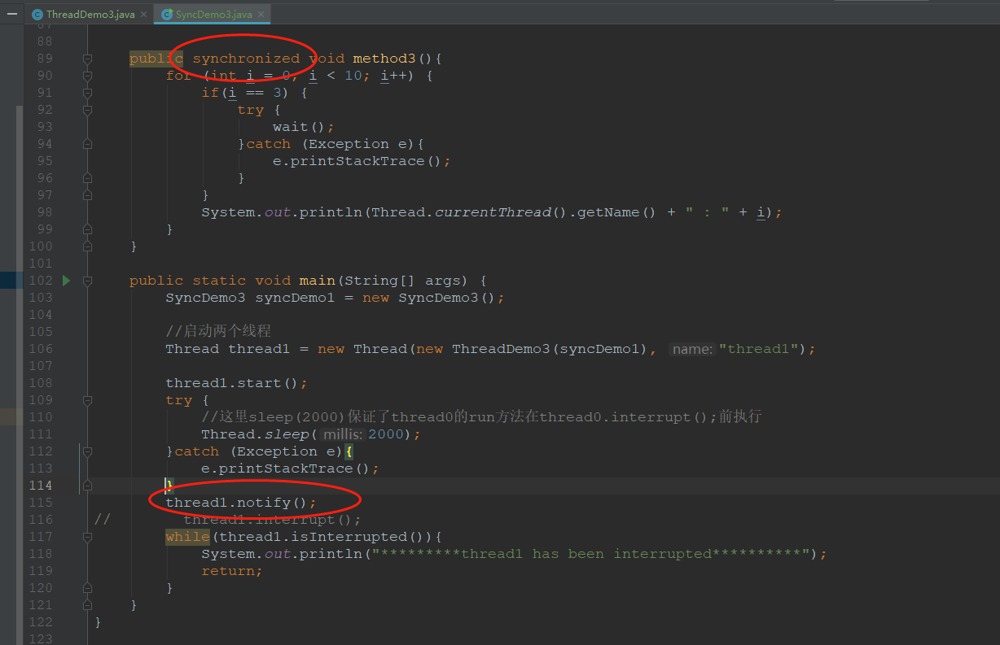 ThreadDemo3.java × SyncDemo3.java ×
87
88
89 public synchronized void method3(){
90 for (int i = 0; i < 10; i++) {
91 if(i == 3) {
92 try {
93 wait();
94 }catch (Exception e){
95 e.printStackTrace();
96 }
97 }
98 System.out.println(Thread.currentThread().getName() + " : " + i);
99 }
100 }
101
102 public static void main(String[] args) {
103 SyncDemo3 syncDemo1 = new SyncDemo3();
104
105 //启动两个线程
106 Thread thread1 = new Thread(new ThreadDemo3(syncDemo1), name: "thread1");
107
108 thread1.start();
109 try {
110 //这里sleep(2000)保证了thread0的run方法在thread0.interrupt();前执行
111 Thread.sleep( millis: 2000);
112 }catch (Exception e){
113 e.printStackTrace();
114 }
115 thread1.notify();
116 // thread1.interrupt();
117 while(thread1.isInterrupted()){
118 System.out.println("*********thread1 has been interrupted**********");
119 return;
120 }
121 }
122 }
123